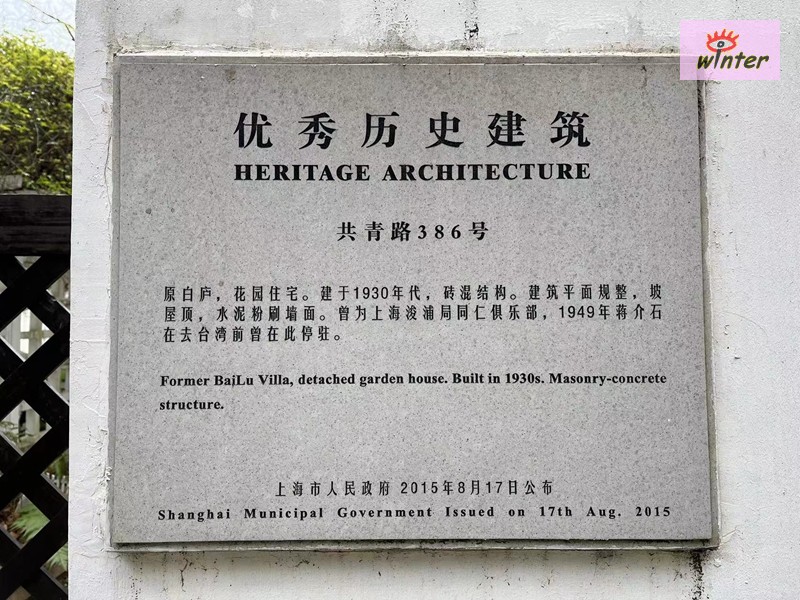 winter
优秀历史建筑
HERITAGE ARCHITECTURE
共青路386号
原白庐，花园住宅。建于1930年代，砖混结构。建筑平面规整，坡
屋顶，水泥粉刷墙面。曾为上海浚浦局同仁俱乐部，1949年蒋介石
在去台湾前曾在此停驻。
Former BaiLu Villa, detached garden house. Built in 1930s. Masonry-concrete
structure.
上海市人民政府 2015年8月17日公布
Shanghai Municipal Government Issued on 17th Aug. 2015